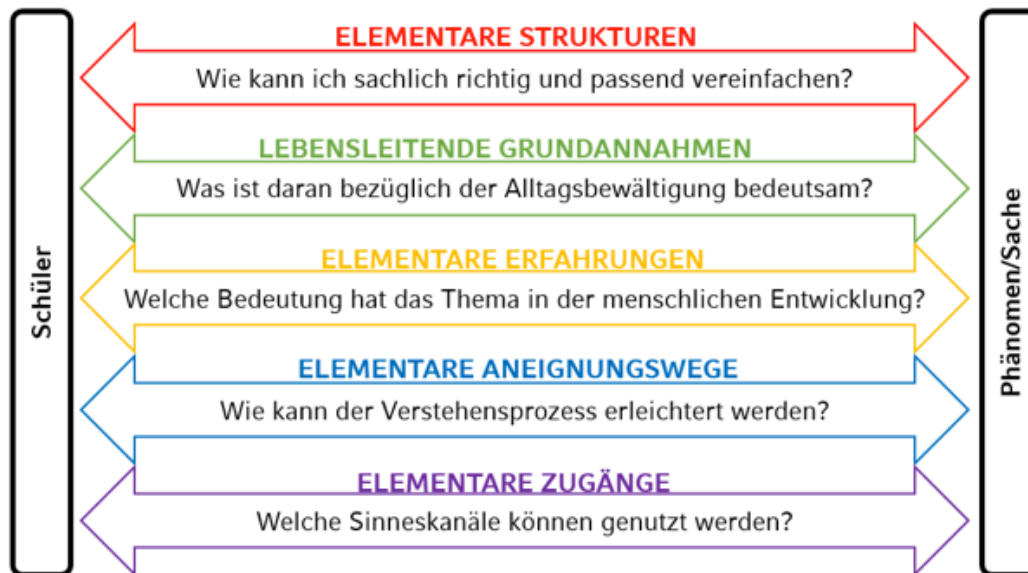 Schüler
ELEMENTARE STRUKTUREN
Wie kann ich sachlich richtig und passend vereinfachen?
LEBENSLEITENDE GRUNDANNAHMEN
Was ist daran bezüglich der Alltagsbewältigung bedeutsam?
ELEMENTARE ERFAHRUNGEN
Welche Bedeutung hat das Thema in der menschlichen Entwicklung?
ELEMENTARE ANEIGNUNGSWEGE
Wie kann der Verstehensprozess erleichtert werden?
ELEMENTARE ZUGÄNGE
Welche Sinneskanäle können genutzt werden?
Phänomen/Sache